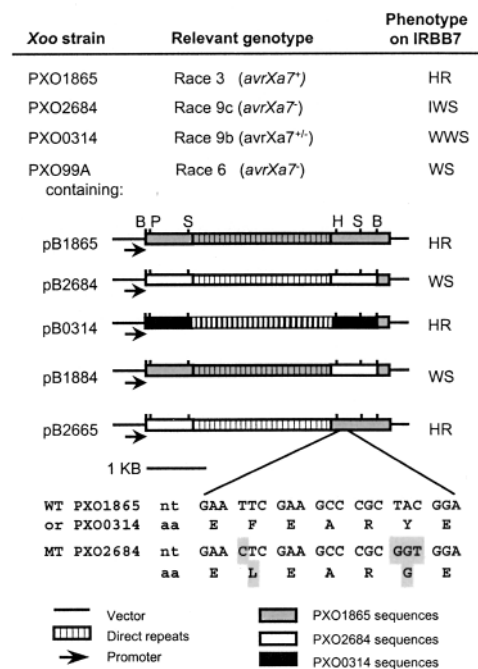 Xoo strain Relevant genotype Phenotype on IRBB7
PXO1865 Race 3 (avrXa7+) HR
PXO2684 Race 9c (avrXa7-) IWS
PXO0314 Race 9b (avrXa7+/-) WWS
PXO99A Race 6 (avrXa7-) WS
containing:
B P S H S B
pB1865 HR
pB2684 WS
pB0314 HR
pB1884 WS
pB2665 HR
1 KB
WT PXO1865 nt GAA TTC GAA GCC CGC TAC GGA
or PXO0314 aa E F E A R Y E
MT PXO2684 nt GAA CTC GAA GCC CGC GGT GGA
aa E L E A R G E
Vector PXO1865 sequences
Direct repeats PXO2684 sequences
Promoter PXO0314 sequences